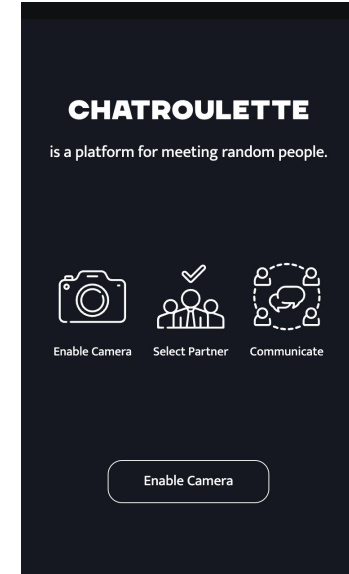 CHATROULETTE
is a platform for meeting random people.
Enable Camera Select Partner Communicate
Enable Camera